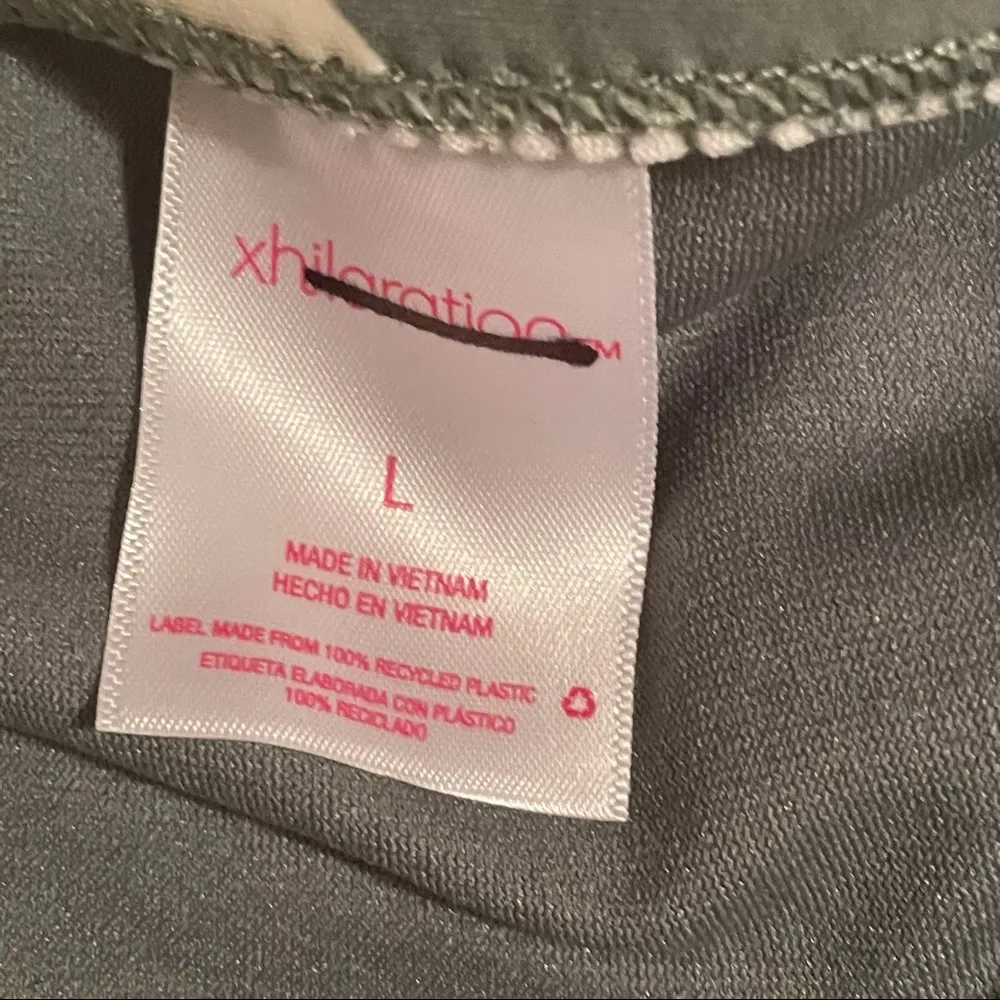 xhilaration™
L
MADE IN VIETNAM
HECHO EN VIETNAM
LABEL MADE FROM 100% RECYCLED PLASTIC
ETIQUETA ELABORADA CON PLÁSTICO
100% RECICLADO